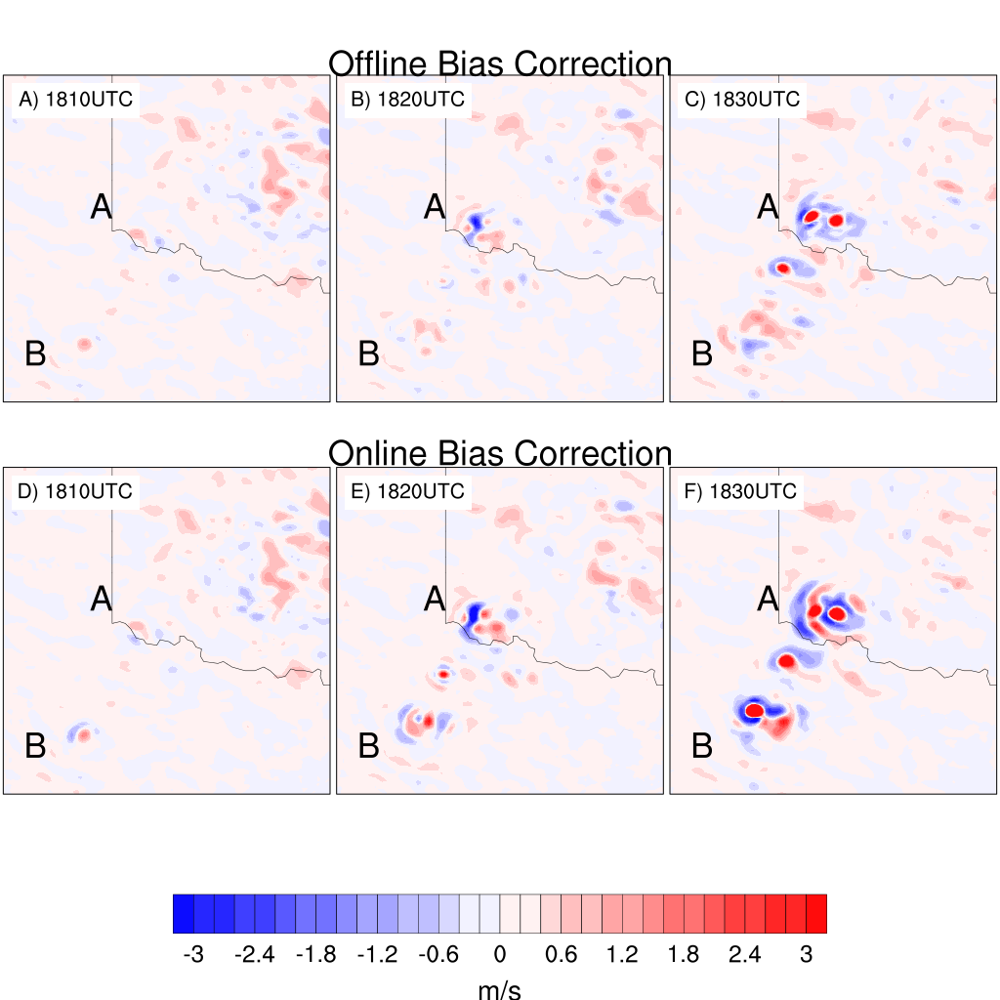 Offline Bias Correction
A) 1810UTC
B) 1820UTC
C) 1830UTC
A
A
A
B
B
B
Online Bias Correction
D) 1810UTC
E) 1820UTC
F) 1830UTC
A
A
A
B
B
B
-3 -2.4 -1.8 -1.2 -0.6 0 0.6 1.2 1.8 2.4 3
m/s